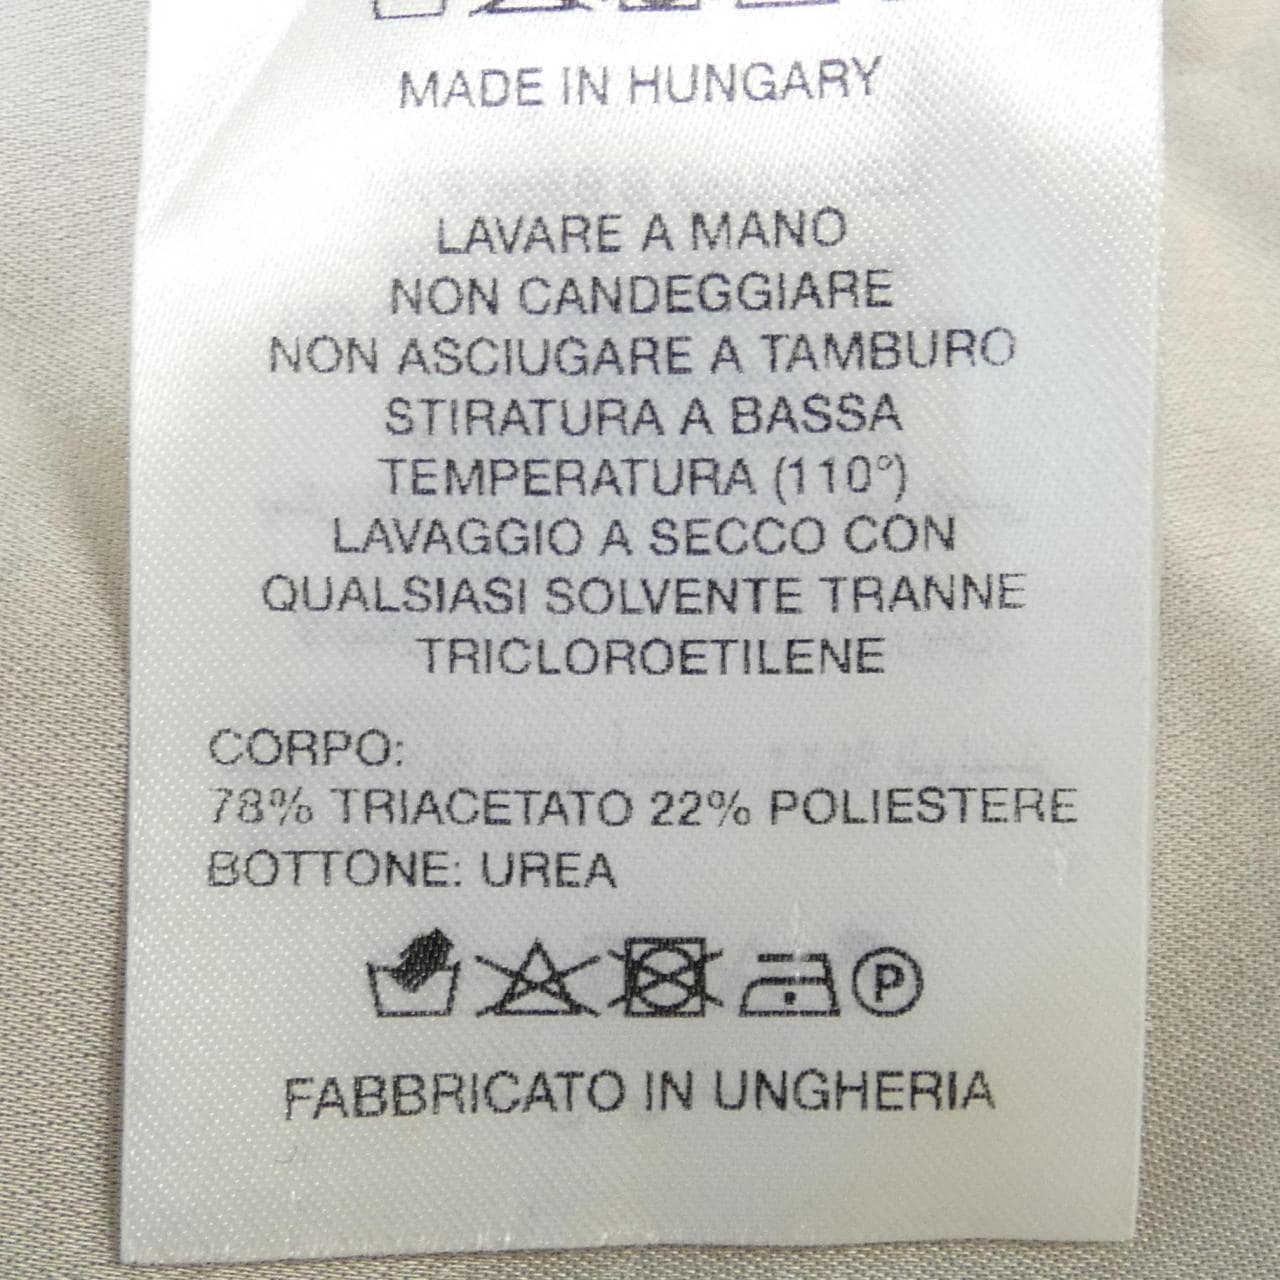 MADE IN HUNGARY
LAVARE A MANO
NON CANDEGGIARE
NON ASCIUGARE A TAMBURO
STIRATURA A BASSA
TEMPERATURA (110°)
LAVAGGIO A SECCO CON
QUALSIASI SOLVENTE TRANNE
TRICLOROETILENE
CORPO:
78% TRIACETATO 22% POLIESTERE
BOTTONE: UREA
P
FABBRICATO IN UNGHERIA